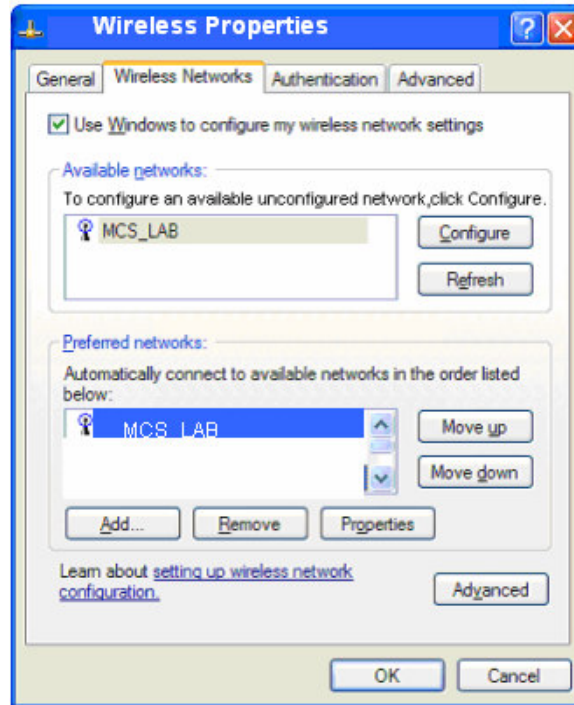 Wireless Properties
General Wireless Networks Authentication Advanced
Use Windows to configure my wireless network settings
Available networks:
To configure an available unconfigured network,click Configure.
MCS_LAB
Configure
Refresh
Preferred networks:
Automatically connect to available networks in the order listed
below:
MCS_LAB
Move up
Move down
Add... Remove Properties
Learn about setting up wireless network
configuration.
Advanced
OK Cancel